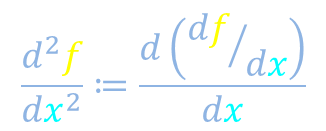 d²f/dx² := d(df/dx)/dx